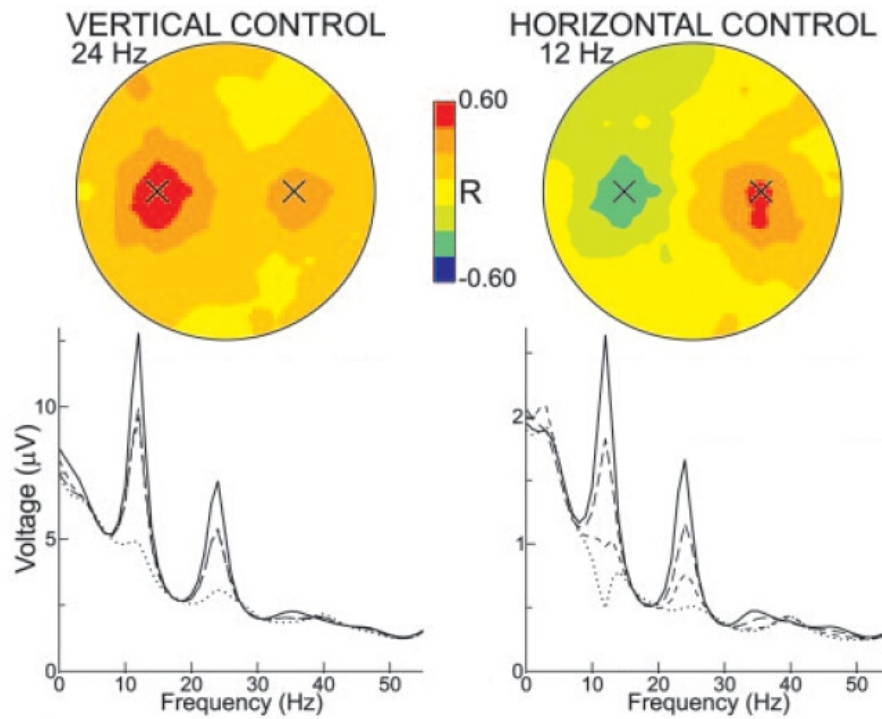 VERTICAL CONTROL
24 Hz
HORIZONTAL CONTROL
12 Hz
0.60
R
-0.60
Voltage (μV)
10
5
0
0 10 20 30 40 50
Frequency (Hz)
2
1
0
0 10 20 30 40 50
Frequency (Hz)